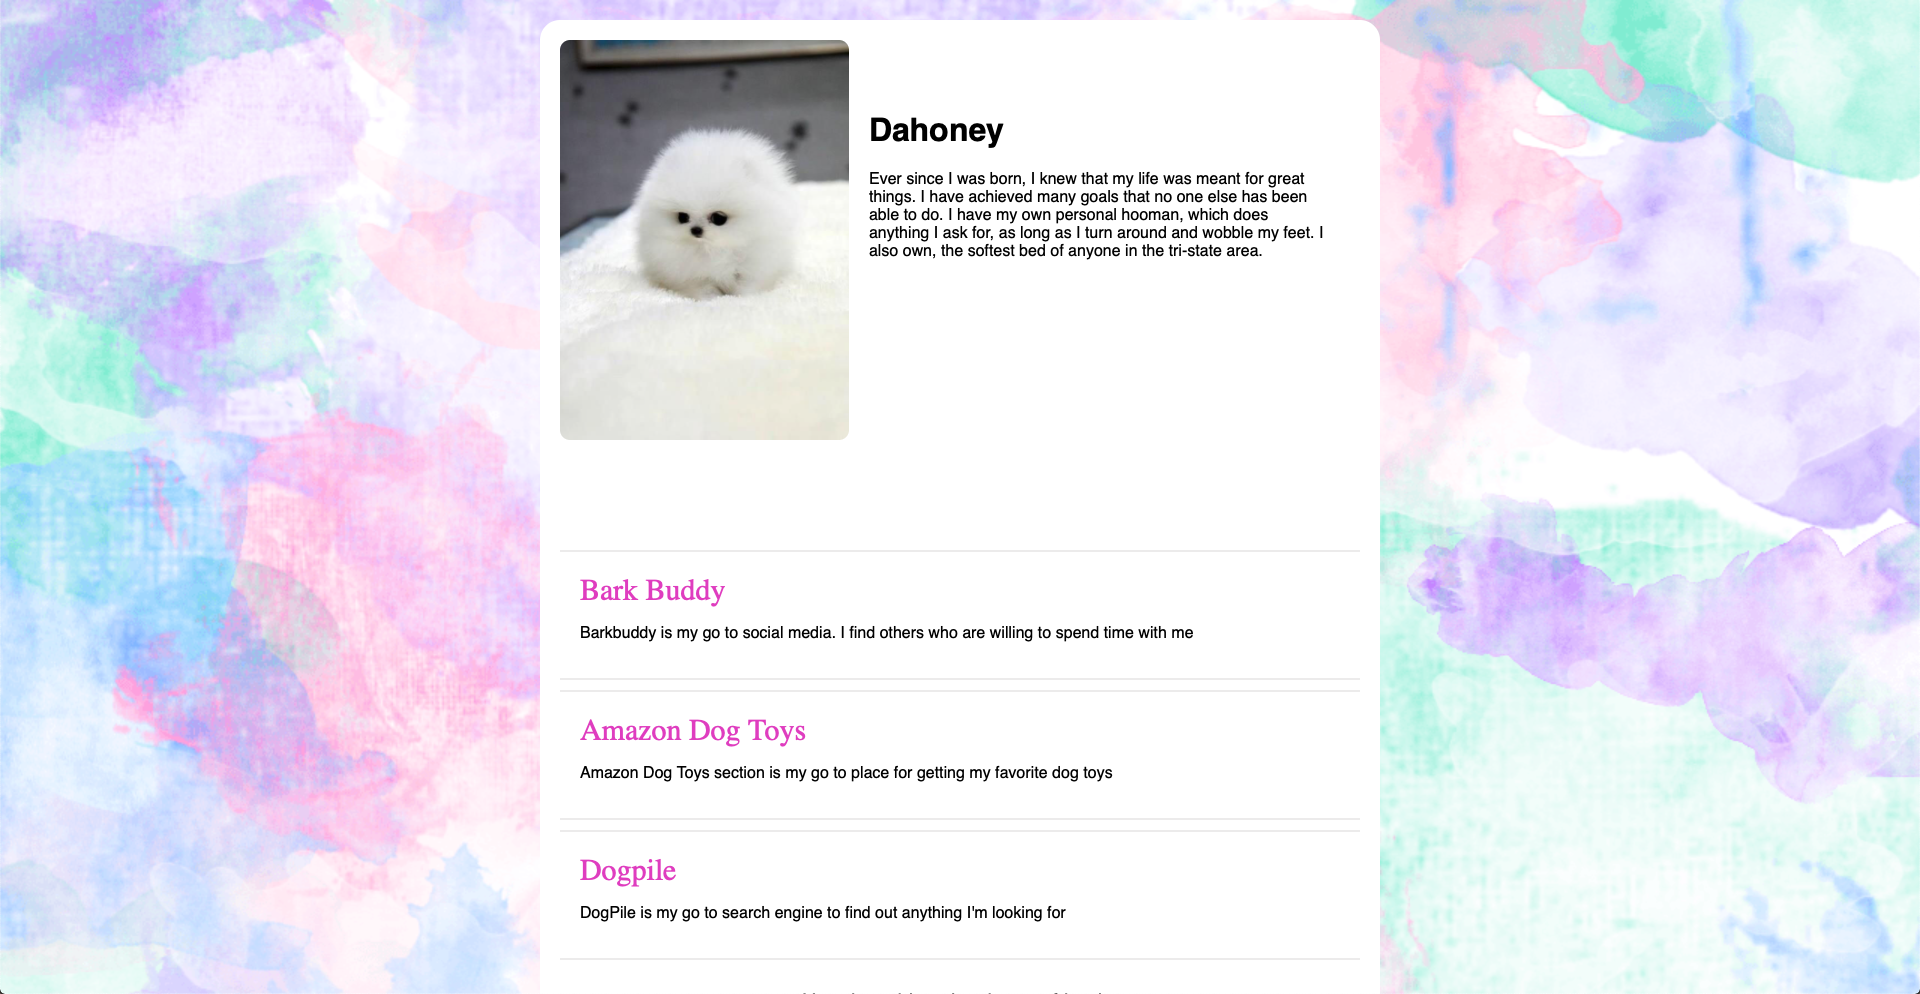 Dahoney
Ever since I was born, I knew that my life was meant for great
things. I have achieved many goals that no one else has been
able to do. I have my own personal hooman, which does
anything I ask for, as long as I turn around and wobble my feet. I
also own, the softest bed of anyone in the tri-state area.
Bark Buddy
Barkbuddy is my go to social media. I find others who are willing to spend time with me
Amazon Dog Toys
Amazon Dog Toys section is my go to place for getting my favorite dog toys
Dogpile
DogPile is my go to search engine to find out anything I'm looking for